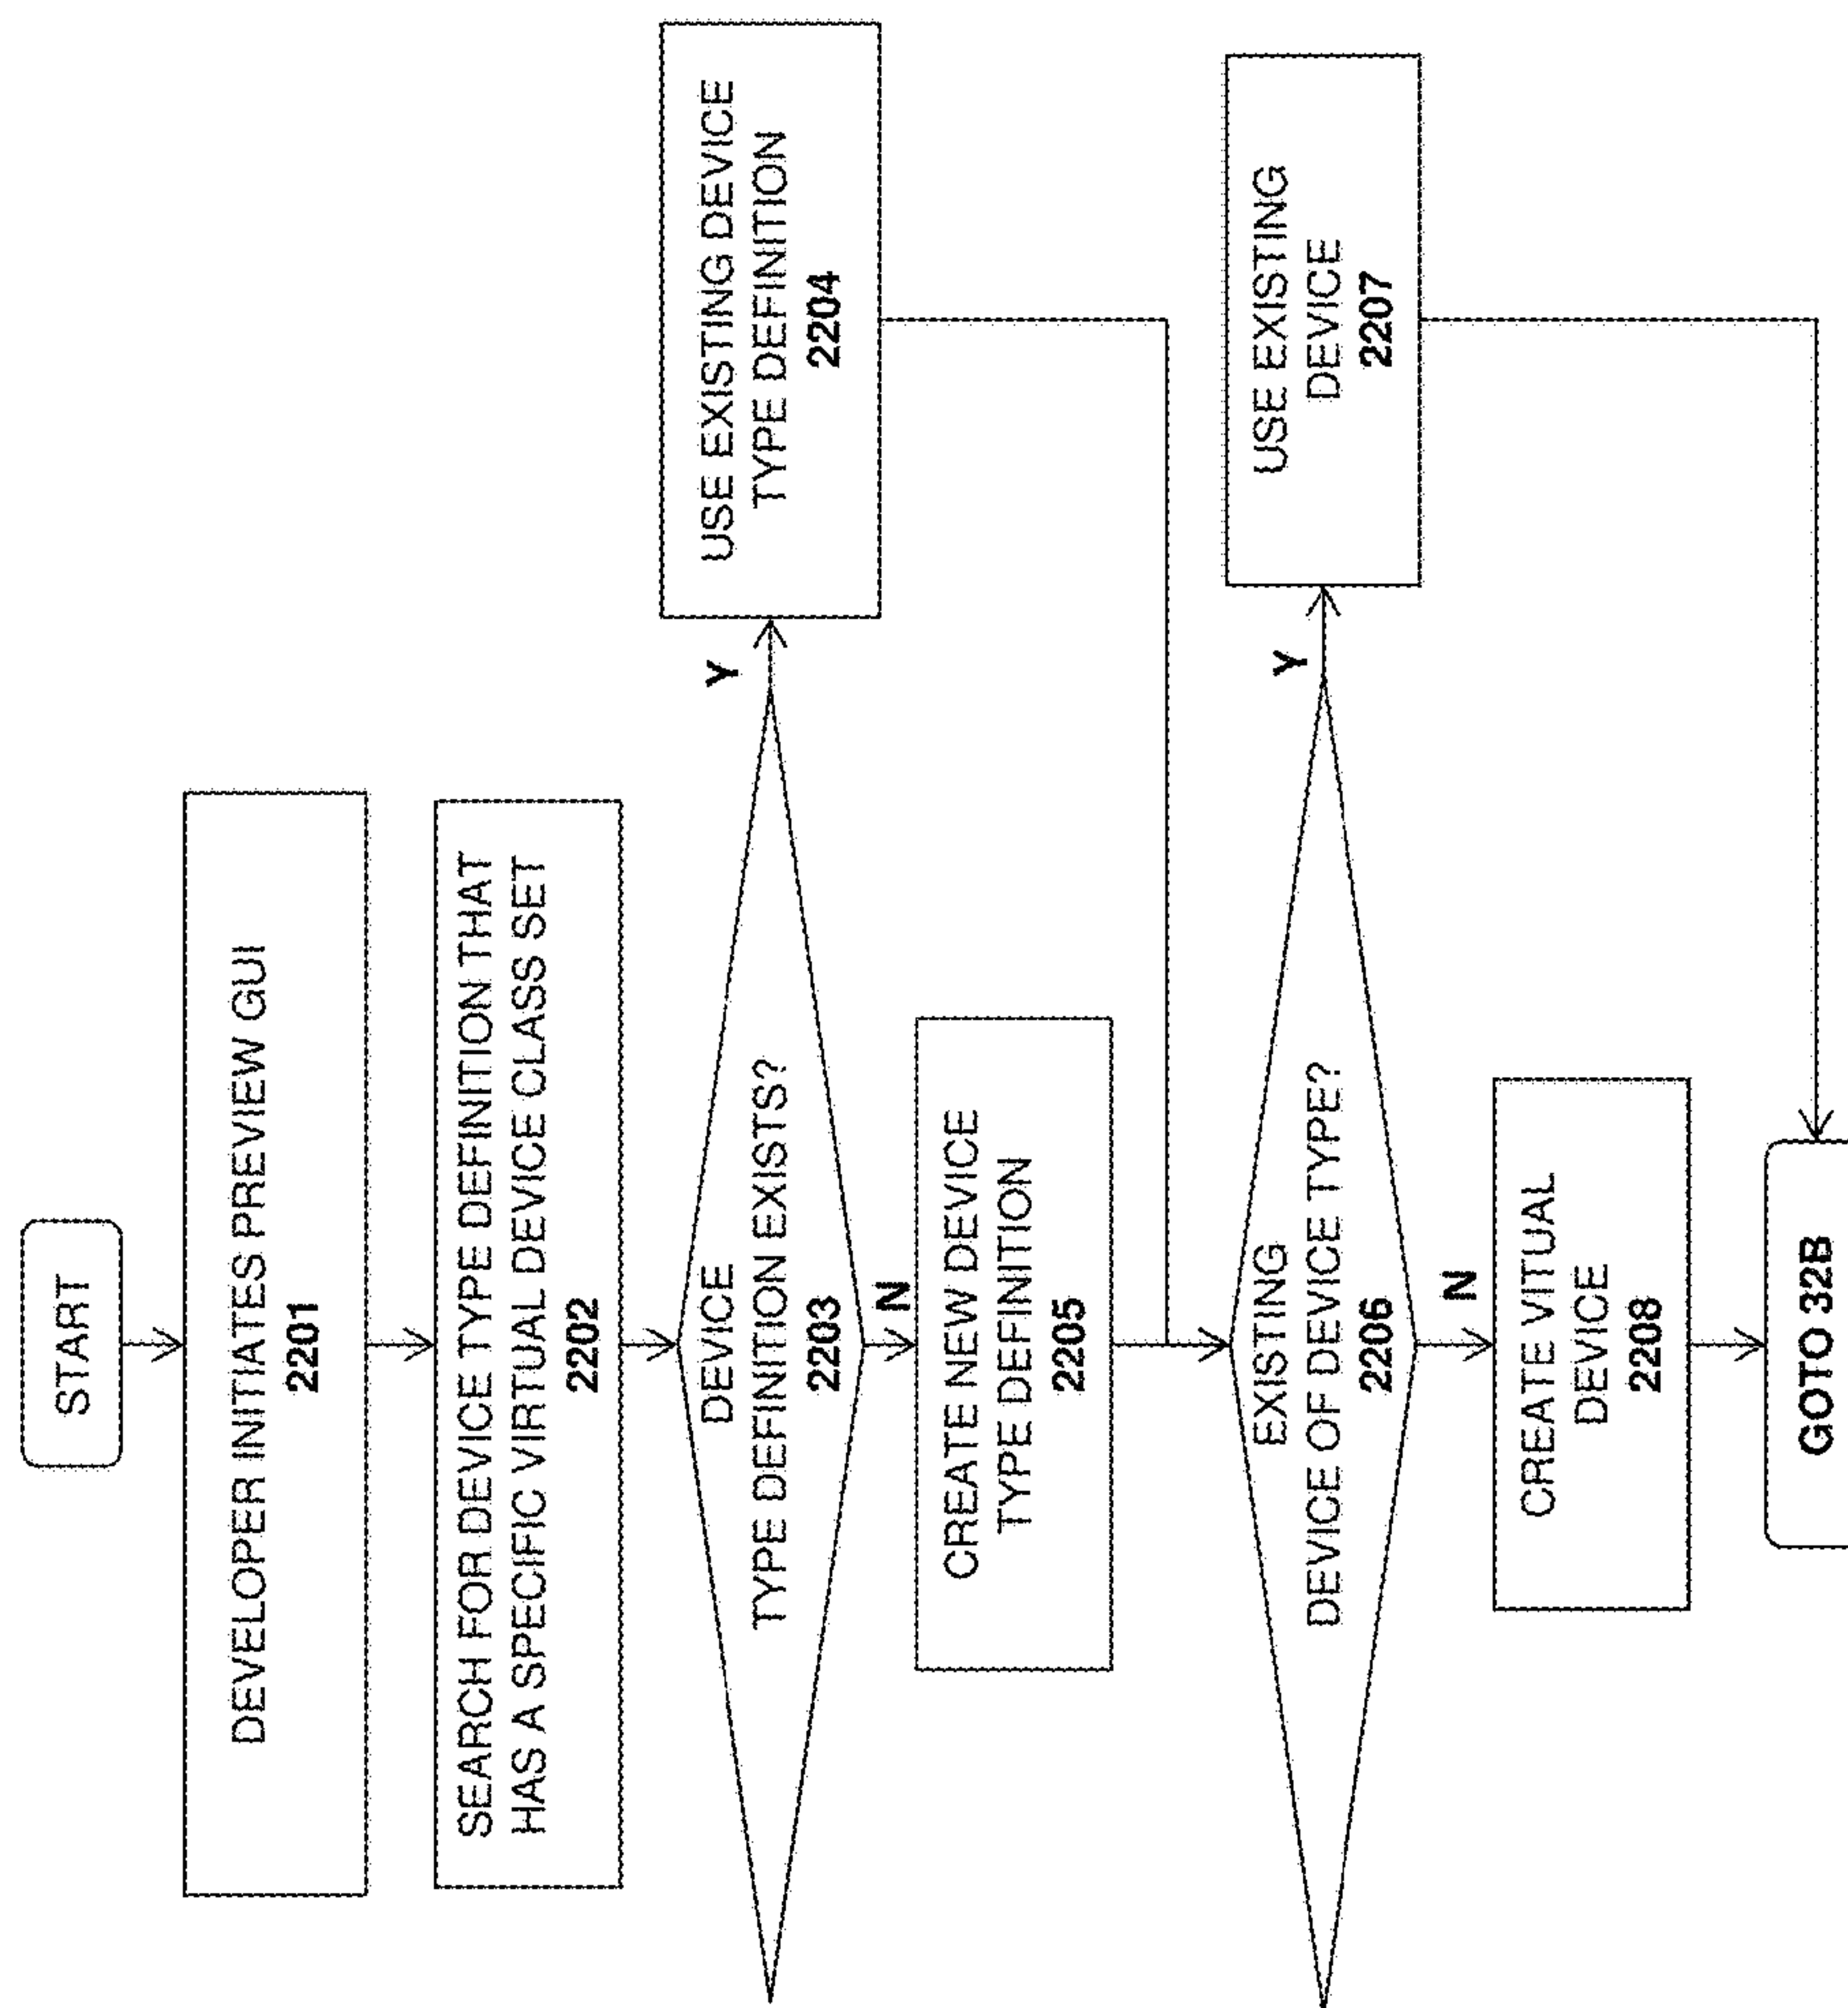 START
DEVELOPER INITIATES PREVIEW GUI
2201
SEARCH FOR DEVICE TYPE DEFINITION THAT
HAS A SPECIFIC VIRTUAL DEVICE CLASS SET
2202
DEVICE
TYPE DEFINITION EXISTS?
2203
Y
USE EXISTING DEVICE
TYPE DEFINITION
2204
N
CREATE NEW DEVICE
TYPE DEFINITION
2205
EXISTING
DEVICE OF DEVICE TYPE?
2206
Y
USE EXISTING
DEVICE
2207
N
CREATE VITUAL
DEVICE
2208
GOTO 32B